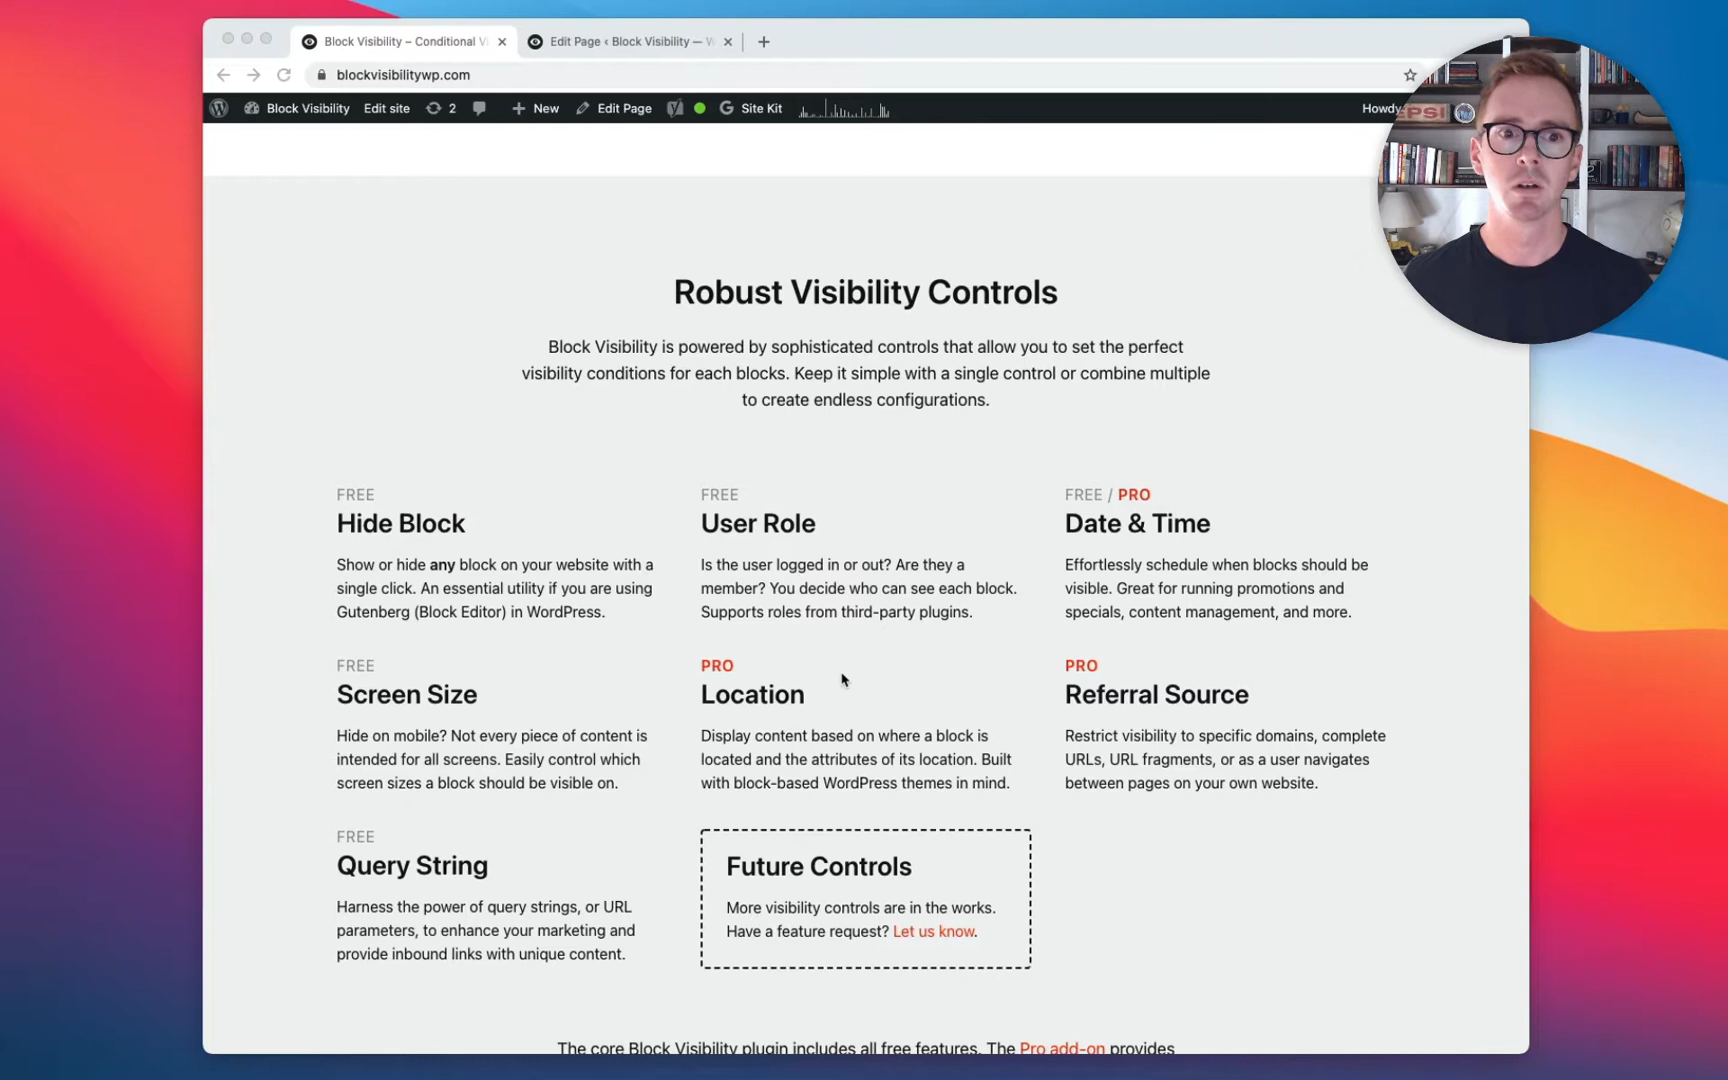 Block Visibility – Conditional Vi
Edit Page ‹ Block Visibility — W
blockvisibilitywp.com
Block Visibility
Edit site
2
New
Edit Page
Site Kit
Howdy
PEPSI
Robust Visibility Controls
Block Visibility is powered by sophisticated controls that allow you to set the perfect
visibility conditions for each blocks. Keep it simple with a single control or combine multiple
to create endless configurations.
FREE
Hide Block
Show or hide any block on your website with a
single click. An essential utility if you are using
Gutenberg (Block Editor) in WordPress.
FREE
User Role
Is the user logged in or out? Are they a
member? You decide who can see each block.
Supports roles from third-party plugins.
FREE / PRO
Date & Time
Effortlessly schedule when blocks should be
visible. Great for running promotions and
specials, content management, and more.
FREE
Screen Size
Hide on mobile? Not every piece of content is
intended for all screens. Easily control which
screen sizes a block should be visible on.
PRO
Location
Display content based on where a block is
located and the attributes of its location. Built
with block-based WordPress themes in mind.
PRO
Referral Source
Restrict visibility to specific domains, complete
URLs, URL fragments, or as a user navigates
between pages on your own website.
FREE
Query String
Harness the power of query strings, or URL
parameters, to enhance your marketing and
provide inbound links with unique content.
Future Controls
More visibility controls are in the works.
Have a feature request? Let us know.
The core Block Visibility plugin includes all free features. The Pro add-on provides